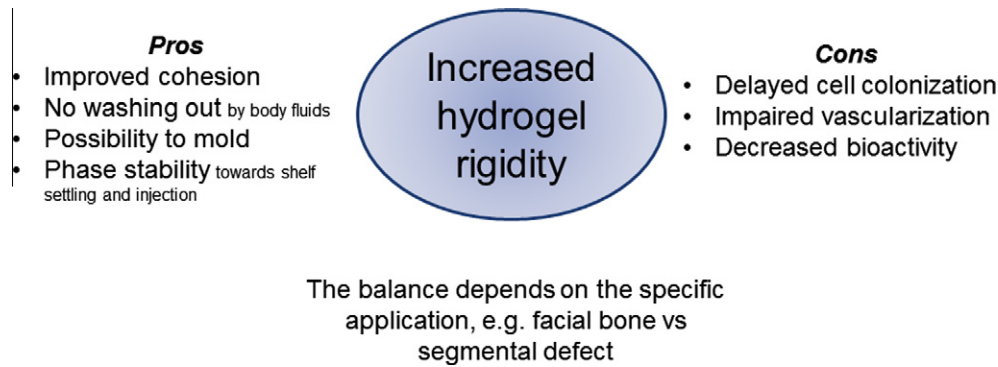 Pros
• Improved cohesion
• No washing out by body fluids
• Possibility to mold
• Phase stability towards shelf
settling and injection
Increased
hydrogel
rigidity
Cons
• Delayed cell colonization
• Impaired vascularization
• Decreased bioactivity
The balance depends on the specific
application, e.g. facial bone vs
segmental defect